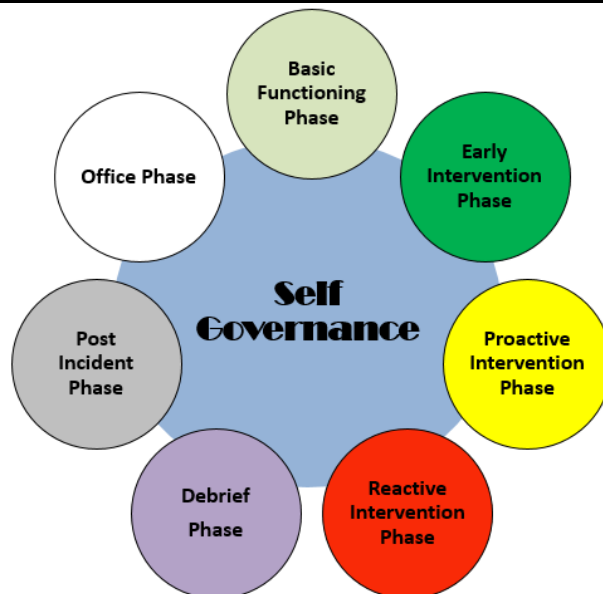 Basic
Functioning
Phase
Early
Intervention
Phase
Proactive
Intervention
Phase
Reactive
Intervention
Phase
Debrief
Phase
Post
Incident
Phase
Office Phase
Self
Governance